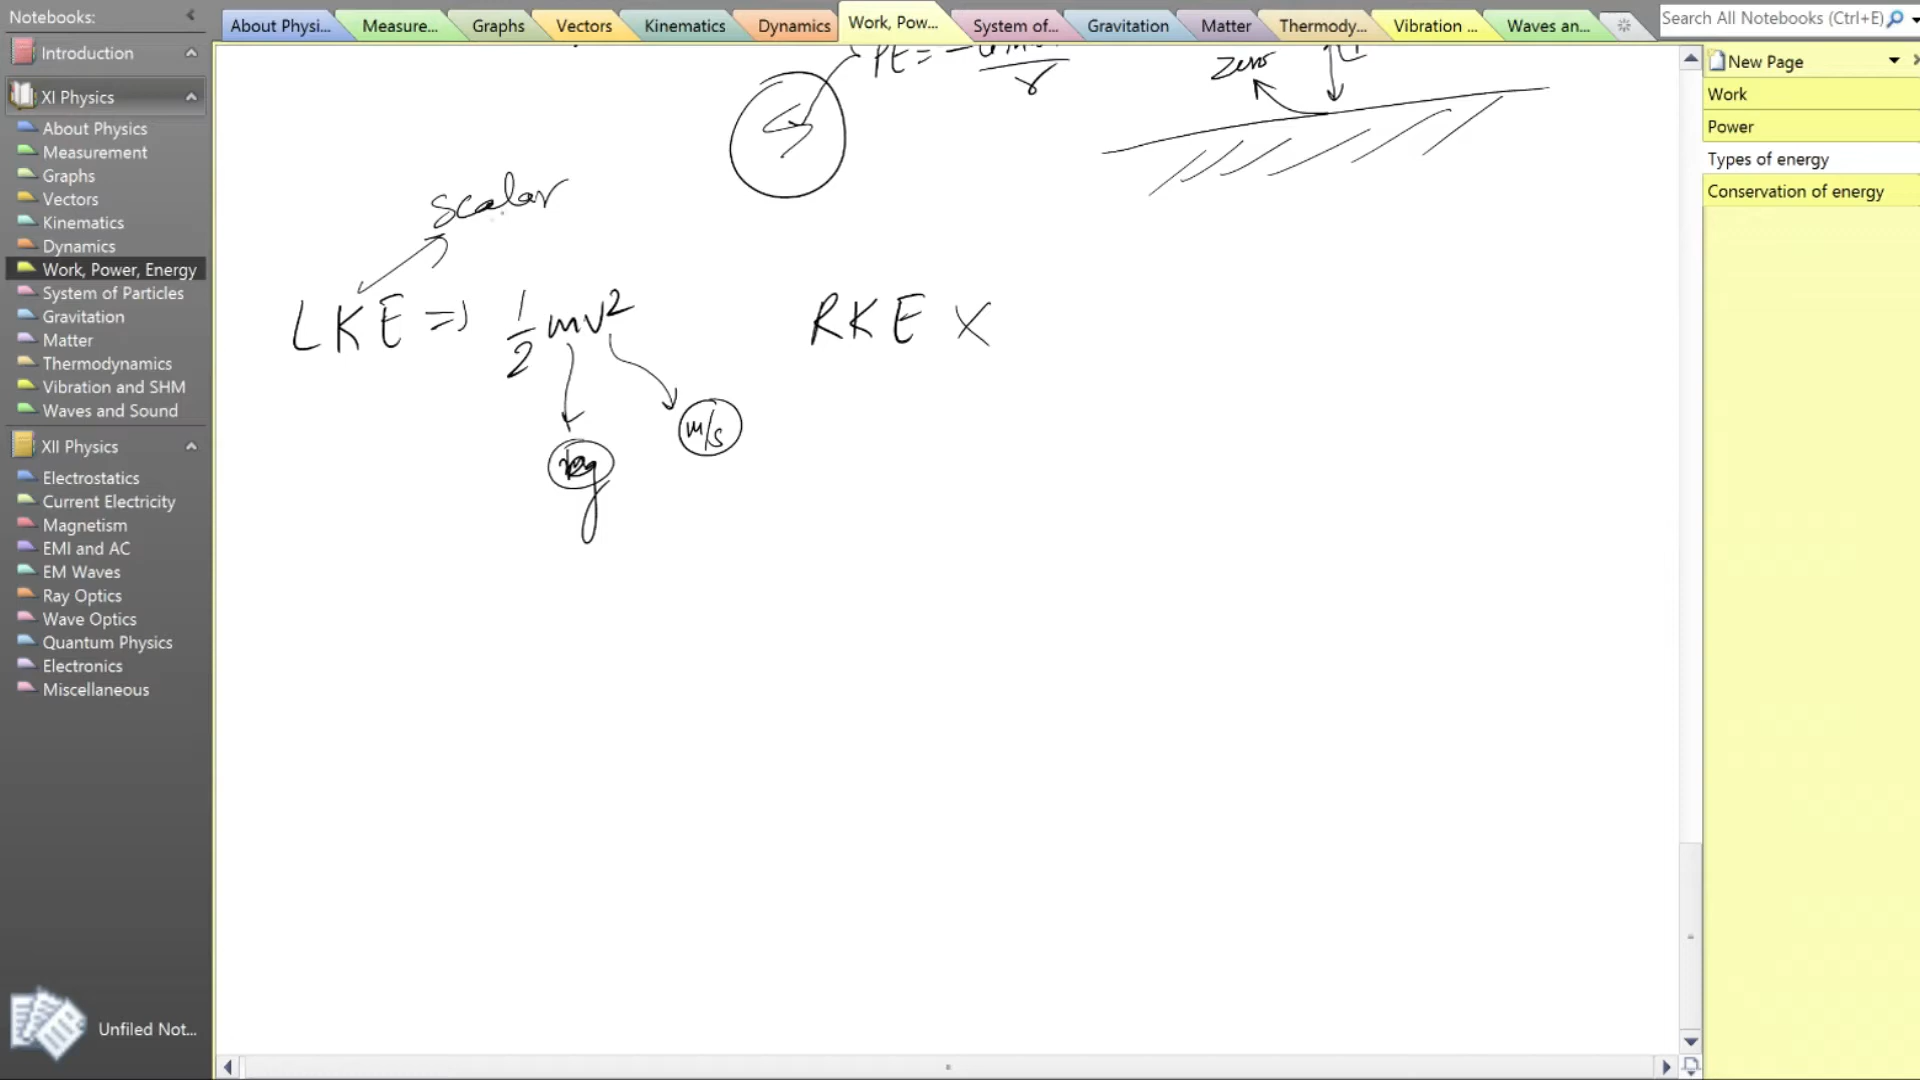 Notebooks:
Introduction
XI Physics
About Physics
Measurement
Graphs
Vectors
Kinematics
Dynamics
Work, Power, Energy
System of Particles
Gravitation
Matter
Thermodynamics
Vibration and SHM
Waves and Sound
XII Physics
Electrostatics
Current Electricity
Magnetism
EMI and AC
EM Waves
Ray Optics
Wave Optics
Quantum Physics
Electronics
Miscellaneous
Unfiled Not...
About Physi... Measure... Graphs Vectors Kinematics Dynamics Work, Pow... System of... Gravitation Matter Thermody... Vibration ... Waves an...
Search All Notebooks (Ctrl+E)
PE = -
r
zero
scalar
LKE => 1/2 mv² RKE X
m/s
kg
New Page
Work
Power
Types of energy
Conservation of energy